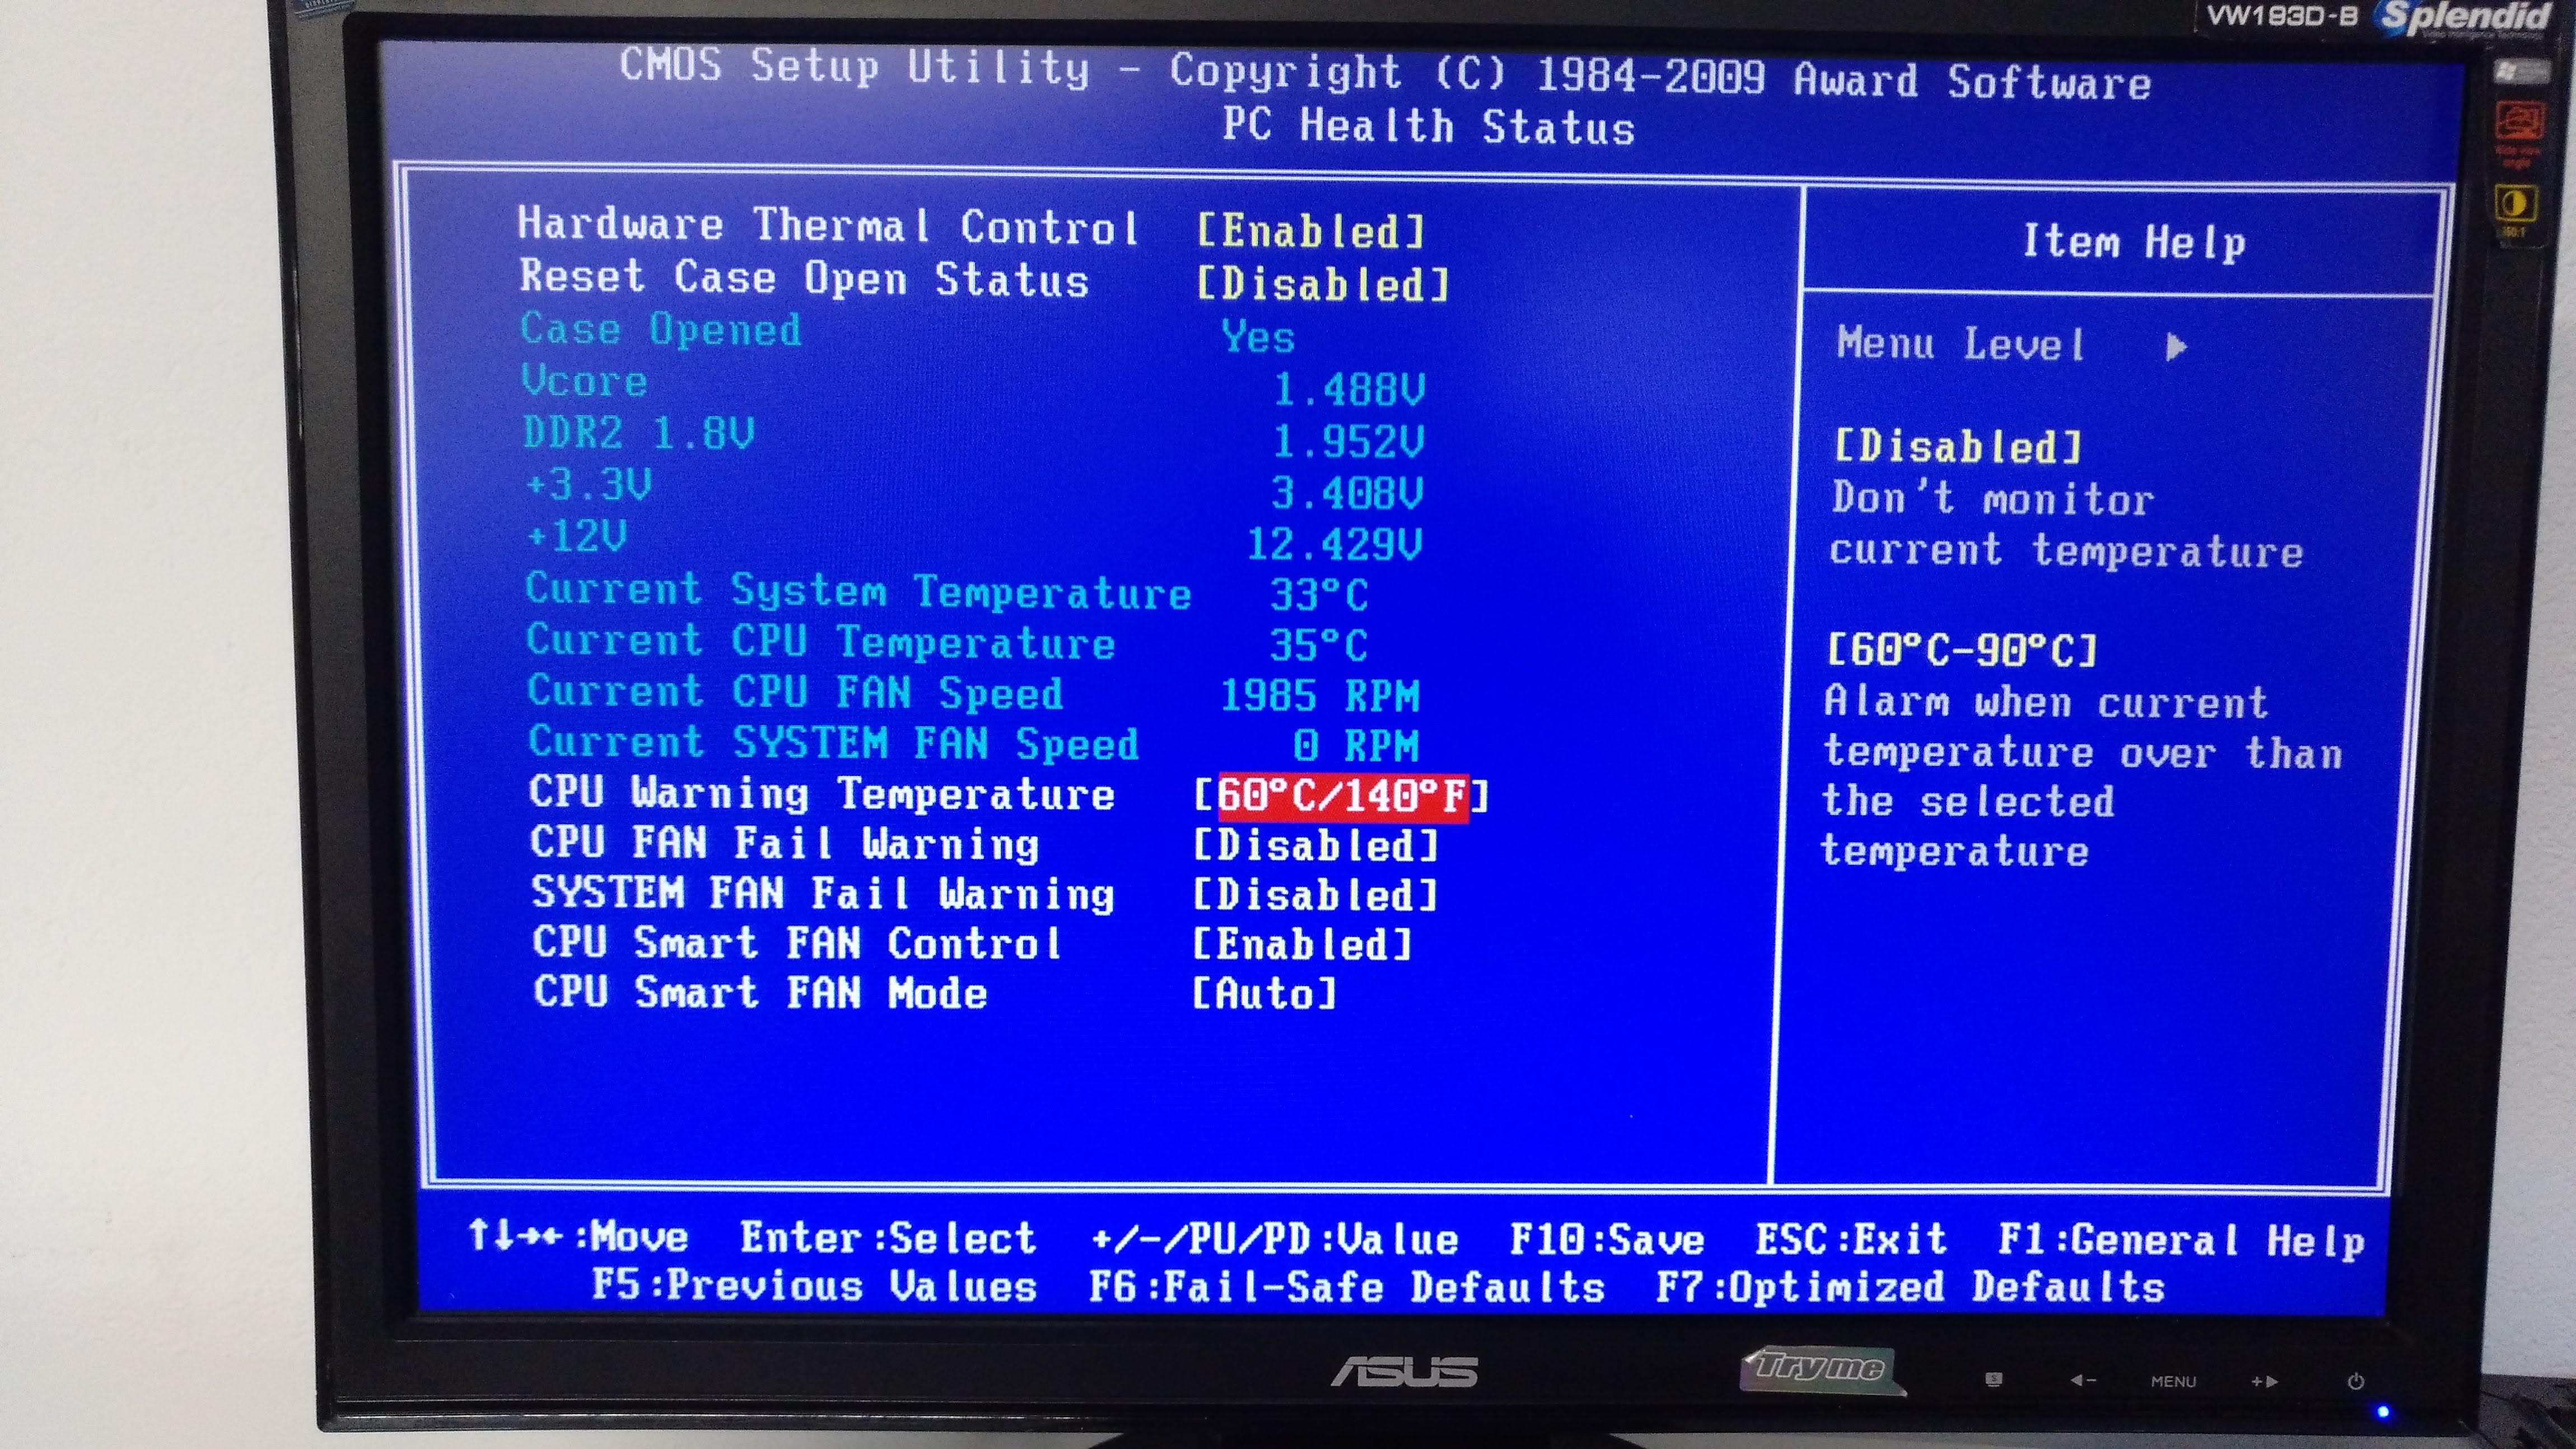 VW193D-B Splendid
CMOS Setup Utility - Copyright (C) 1984-2009 Award Software
PC Health Status
Hardware Thermal Control [Enabled]
Reset Case Open Status [Disabled]
Case Opened Yes
Vcore 1.488V
DDR2 1.8V 1.952V
+3.3V 3.408V
+12V 12.429V
Current System Temperature 33°C
Current CPU Temperature 35°C
Current CPU FAN Speed 1985 RPM
Current SYSTEM FAN Speed 0 RPM
CPU Warning Temperature [60°C/140°F]
CPU FAN Fail Warning [Disabled]
SYSTEM FAN Fail Warning [Disabled]
CPU Smart FAN Control [Enabled]
CPU Smart FAN Mode [Auto]
Item Help
Menu Level ▶
[Disabled]
Don't monitor
current temperature
[60°C-90°C]
Alarm when current
temperature over than
the selected
temperature
↑↓→←:Move Enter:Select +/-/PU/PD:Value F10:Save ESC:Exit F1:General Help
F5:Previous Values F6:Fail-Safe Defaults F7:Optimized Defaults
Wide view
angle
ASUS
Try me
S ◀- MENU +▶